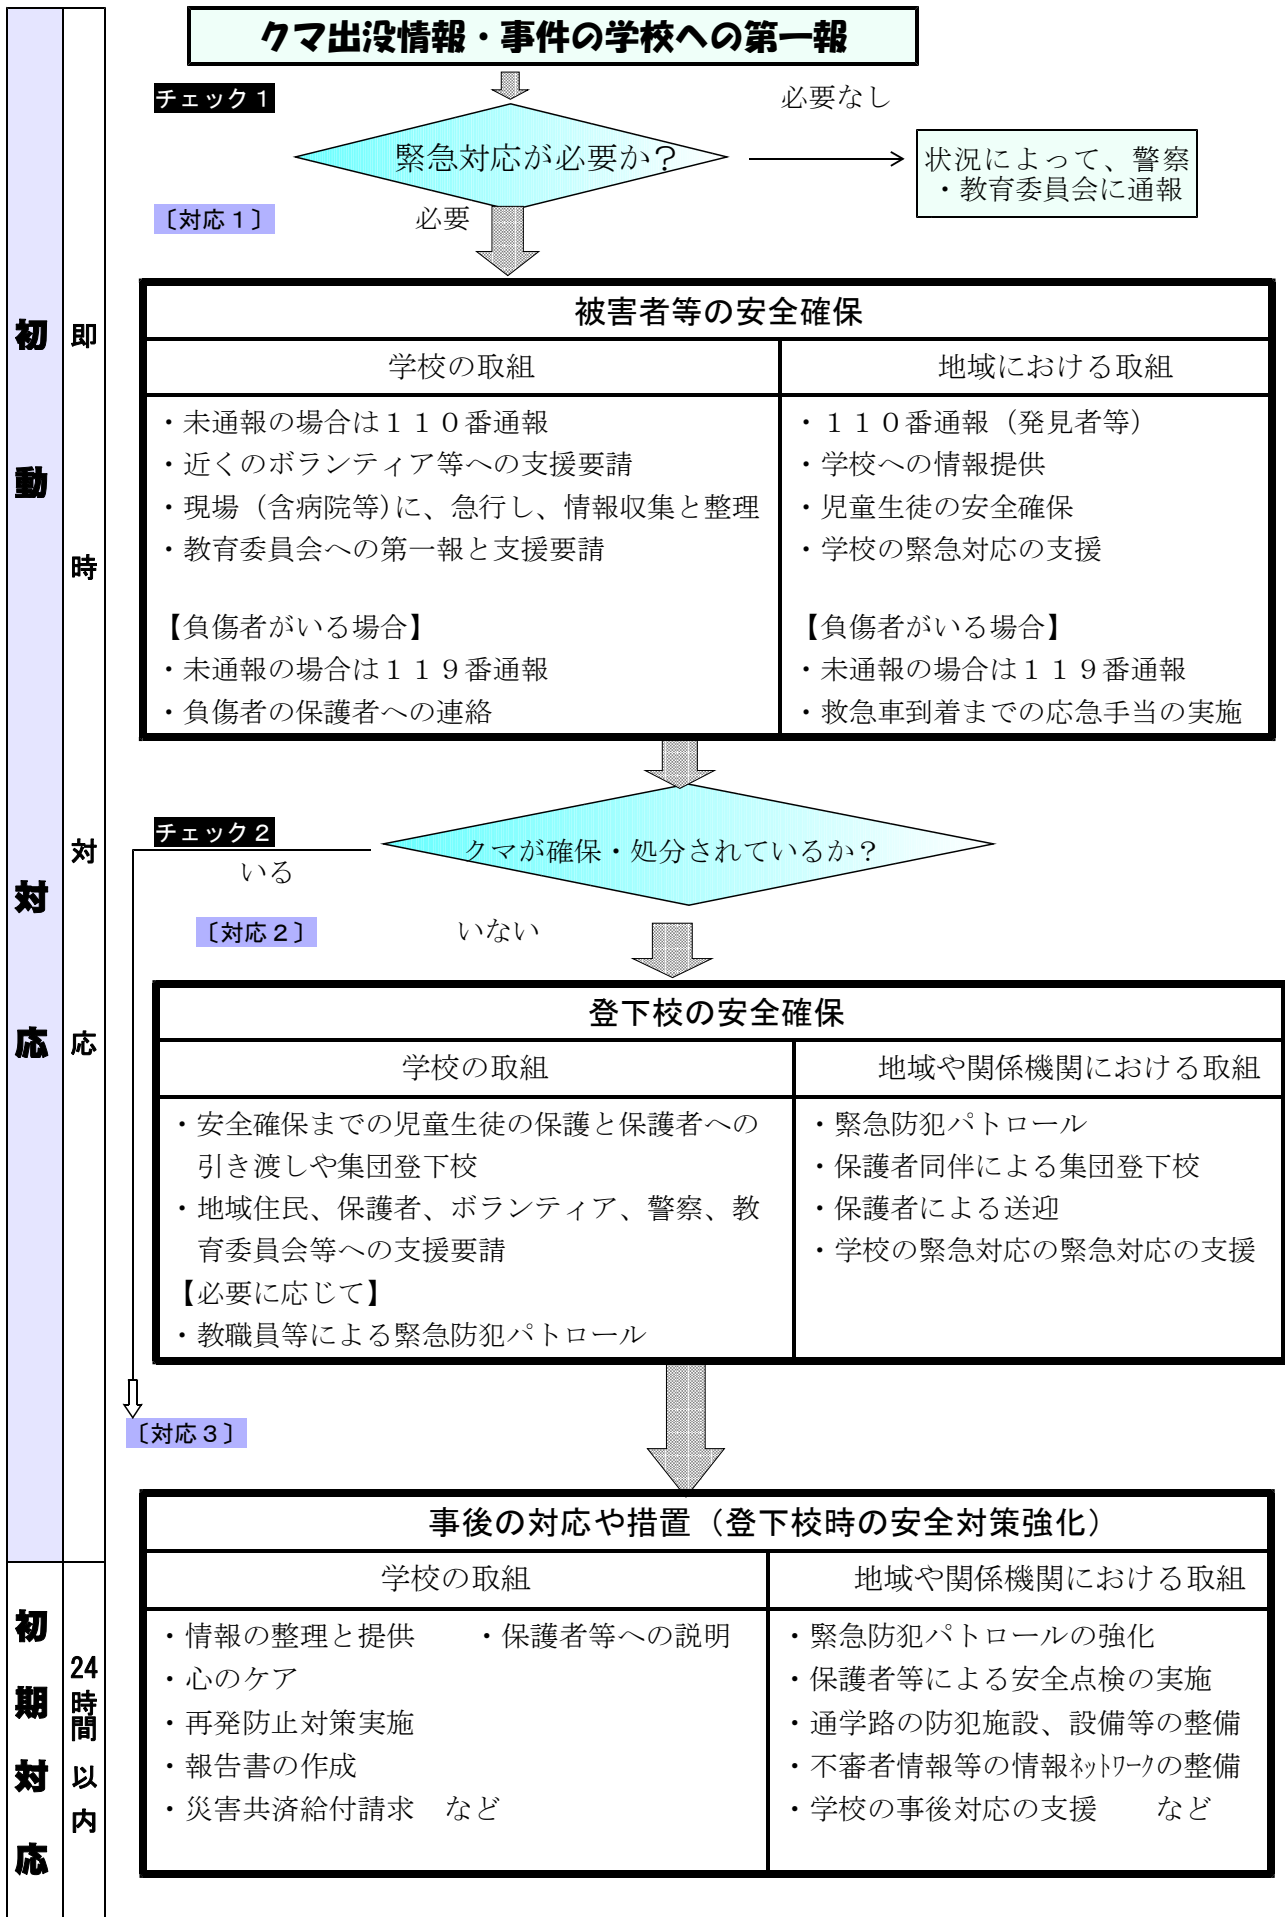 クマ出没情報・事件の学校への第一報
チェック１
必要なし
緊急対応が必要か？
状況によって、警察
・教育委員会に通報
〔対応１〕
必要
初動対応
即時対応
被害者等の安全確保
学校の取組
・未通報の場合は１１０番通報
・近くのボランティア等への支援要請
・現場（含病院等）に、急行し、情報収集と整理
・教育委員会への第一報と支援要請
【負傷者がいる場合】
・未通報の場合は１１９番通報
・負傷者の保護者への連絡
地域における取組
・１１０番通報（発見者等）
・学校への情報提供
・児童生徒の安全確保
・学校の緊急対応の支援
【負傷者がいる場合】
・未通報の場合は１１９番通報
・救急車到着までの応急手当の実施
チェック２
クマが確保・処分されているか？
いる
〔対応２〕
いない
登下校の安全確保
学校の取組
・安全確保までの児童生徒の保護と保護者への
引き渡しや集団登下校
・地域住民、保護者、ボランティア、警察、教
育委員会等への支援要請
【必要に応じて】
・教職員等による緊急防犯パトロール
地域や関係機関における取組
・緊急防犯パトロール
・保護者同伴による集団登下校
・保護者による送迎
・学校の緊急対応の緊急対応の支援
〔対応３〕
事後の対応や措置（登下校時の安全対策強化）
初期対応
24時間以内
学校の取組
・情報の整理と提供　　・保護者等への説明
・心のケア
・再発防止対策実施
・報告書の作成
・災害共済給付請求　など
地域や関係機関における取組
・緊急防犯パトロールの強化
・保護者等による安全点検の実施
・通学路の防犯施設、設備等の整備
・不審者情報等の情報ﾈｯﾄﾜｰｸの整備
・学校の事後対応の支援　　など